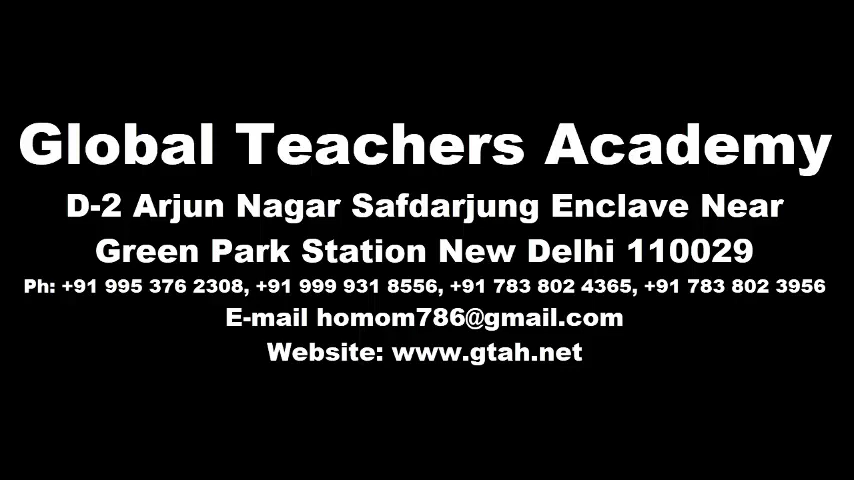 Global Teachers Academy
D-2 Arjun Nagar Safdarjung Enclave Near
Green Park Station New Delhi 110029
Ph: +91 995 376 2308, +91 999 931 8556, +91 783 802 4365, +91 783 802 3956
E-mail homom786@gmail.com
Website: www.gtah.net